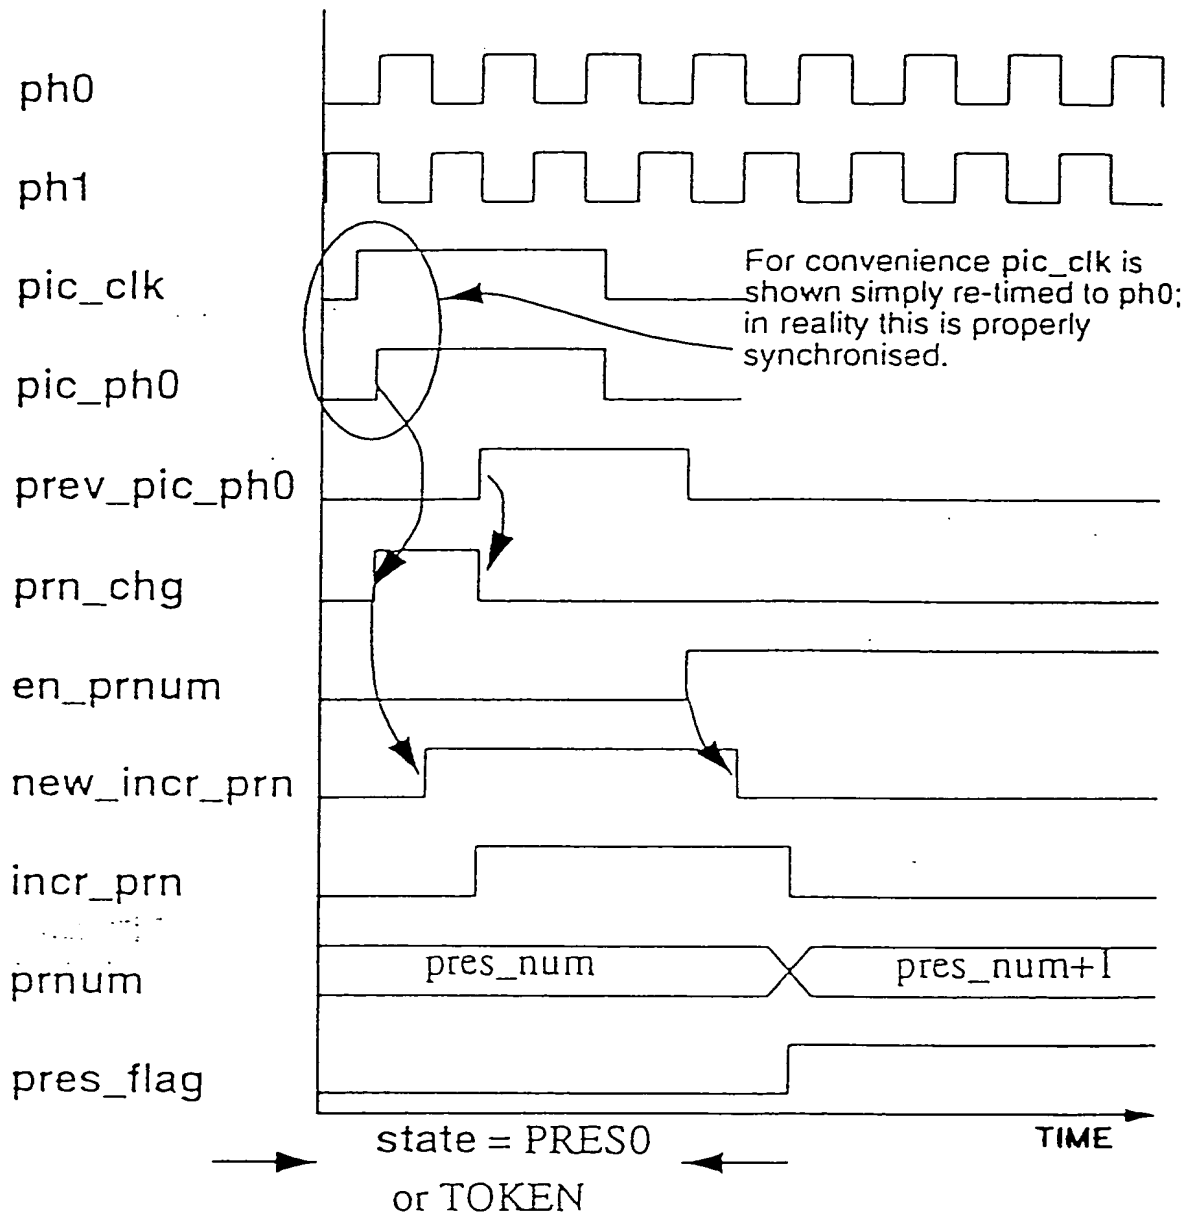 ph0
ph1
pic_clk
For convenience pic_clk is
shown simply re-timed to ph0;
in reality this is properly
synchronised.
pic_ph0
prev_pic_ph0
prn_chg
en_prnum
new_incr_prn
incr_prn
prnum
pres_num
pres_num+1
pres_flag
TIME
state = PRES0
or TOKEN